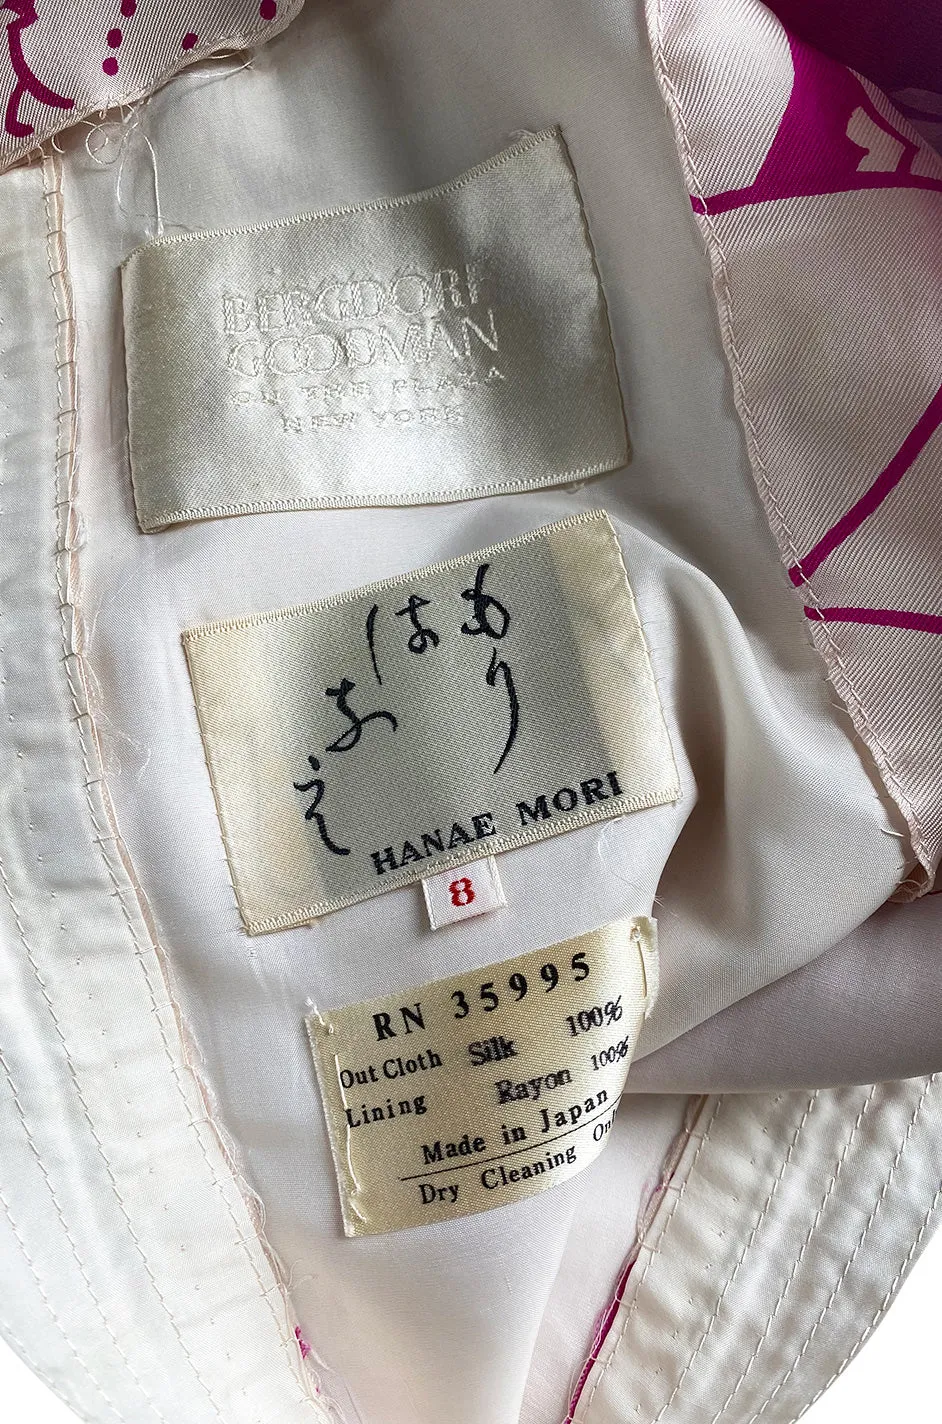 BERGDORF
GOODMAN
ON THE PLAZA
NEW YORK
もり
はなえ
HANAE MORI
8
RN 35995
Out Cloth Silk 100%
Lining Rayon 100%
Made in Japan
Dry Cleaning On